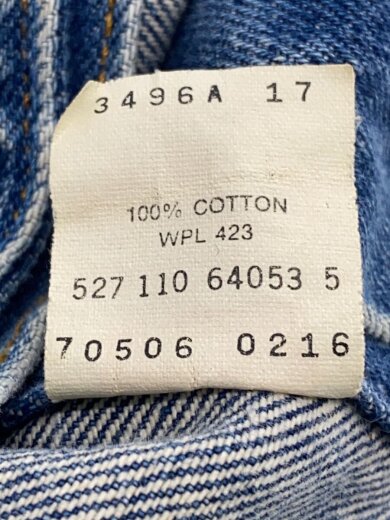 3496A 17
100% COTTON
WPL 423
527 110 64053 5
70506 0216